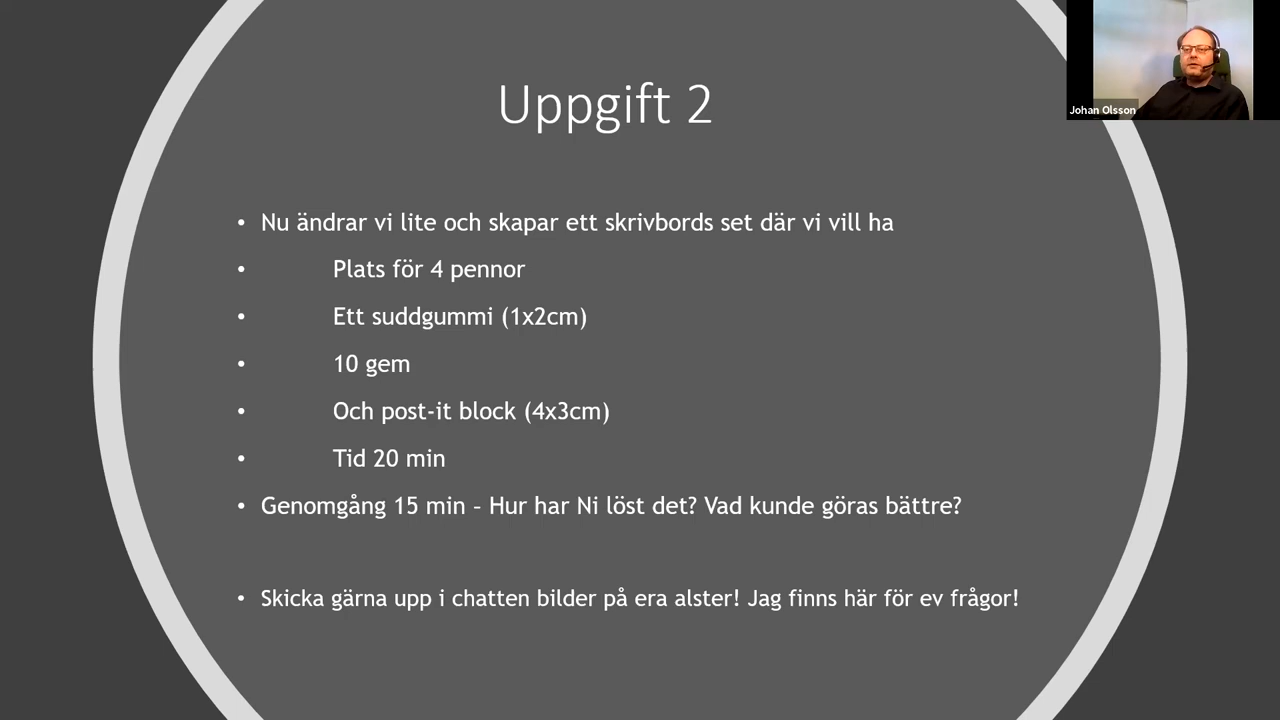 Uppgift 2
Johan Olsson
• Nu ändrar vi lite och skapar ett skrivbords set där vi vill ha
• Plats för 4 pennor
• Ett suddgummi (1x2cm)
• 10 gem
• Och post-it block (4x3cm)
• Tid 20 min
• Genomgång 15 min – Hur har Ni löst det? Vad kunde göras bättre?
• Skicka gärna upp i chatten bilder på era alster! Jag finns här för ev frågor!